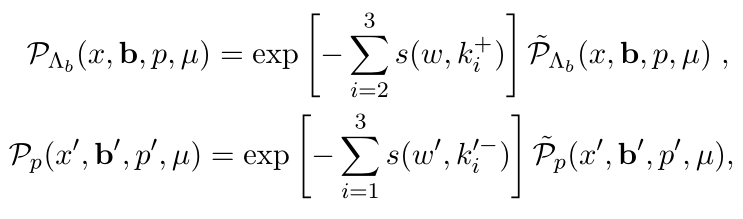 \mathcal{P}_{\Lambda_b}(x, \mathbf{b}, p, \mu) = \exp\left[-\sum_{i=2}^{3} s(w, k_i^+)\right] \tilde{\mathcal{P}}_{\Lambda_b}(x, \mathbf{b}, p, \mu) \; ,
\mathcal{P}_p(x', \mathbf{b}', p', \mu) = \exp\left[-\sum_{i=1}^{3} s(w', k_i'^-)\right] \tilde{\mathcal{P}}_p(x', \mathbf{b}', p', \mu),